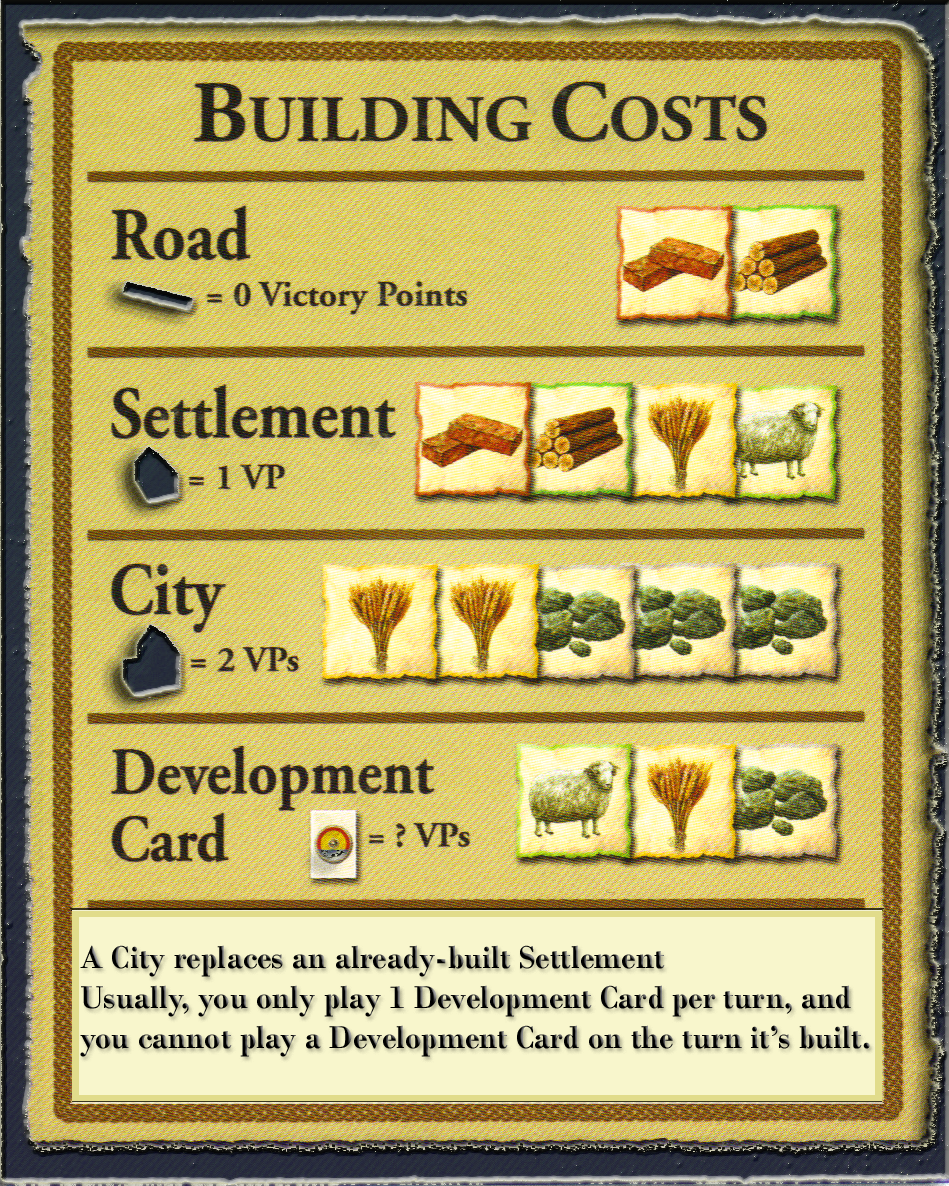 BUILDING COSTS
Road
= 0 Victory Points
Settlement
= 1 VP
City
= 2 VPs
Development
Card
= ? VPs
A City replaces an already-built Settlement
Usually, you only play 1 Development Card per turn, and
you cannot play a Development Card on the turn it’s built.